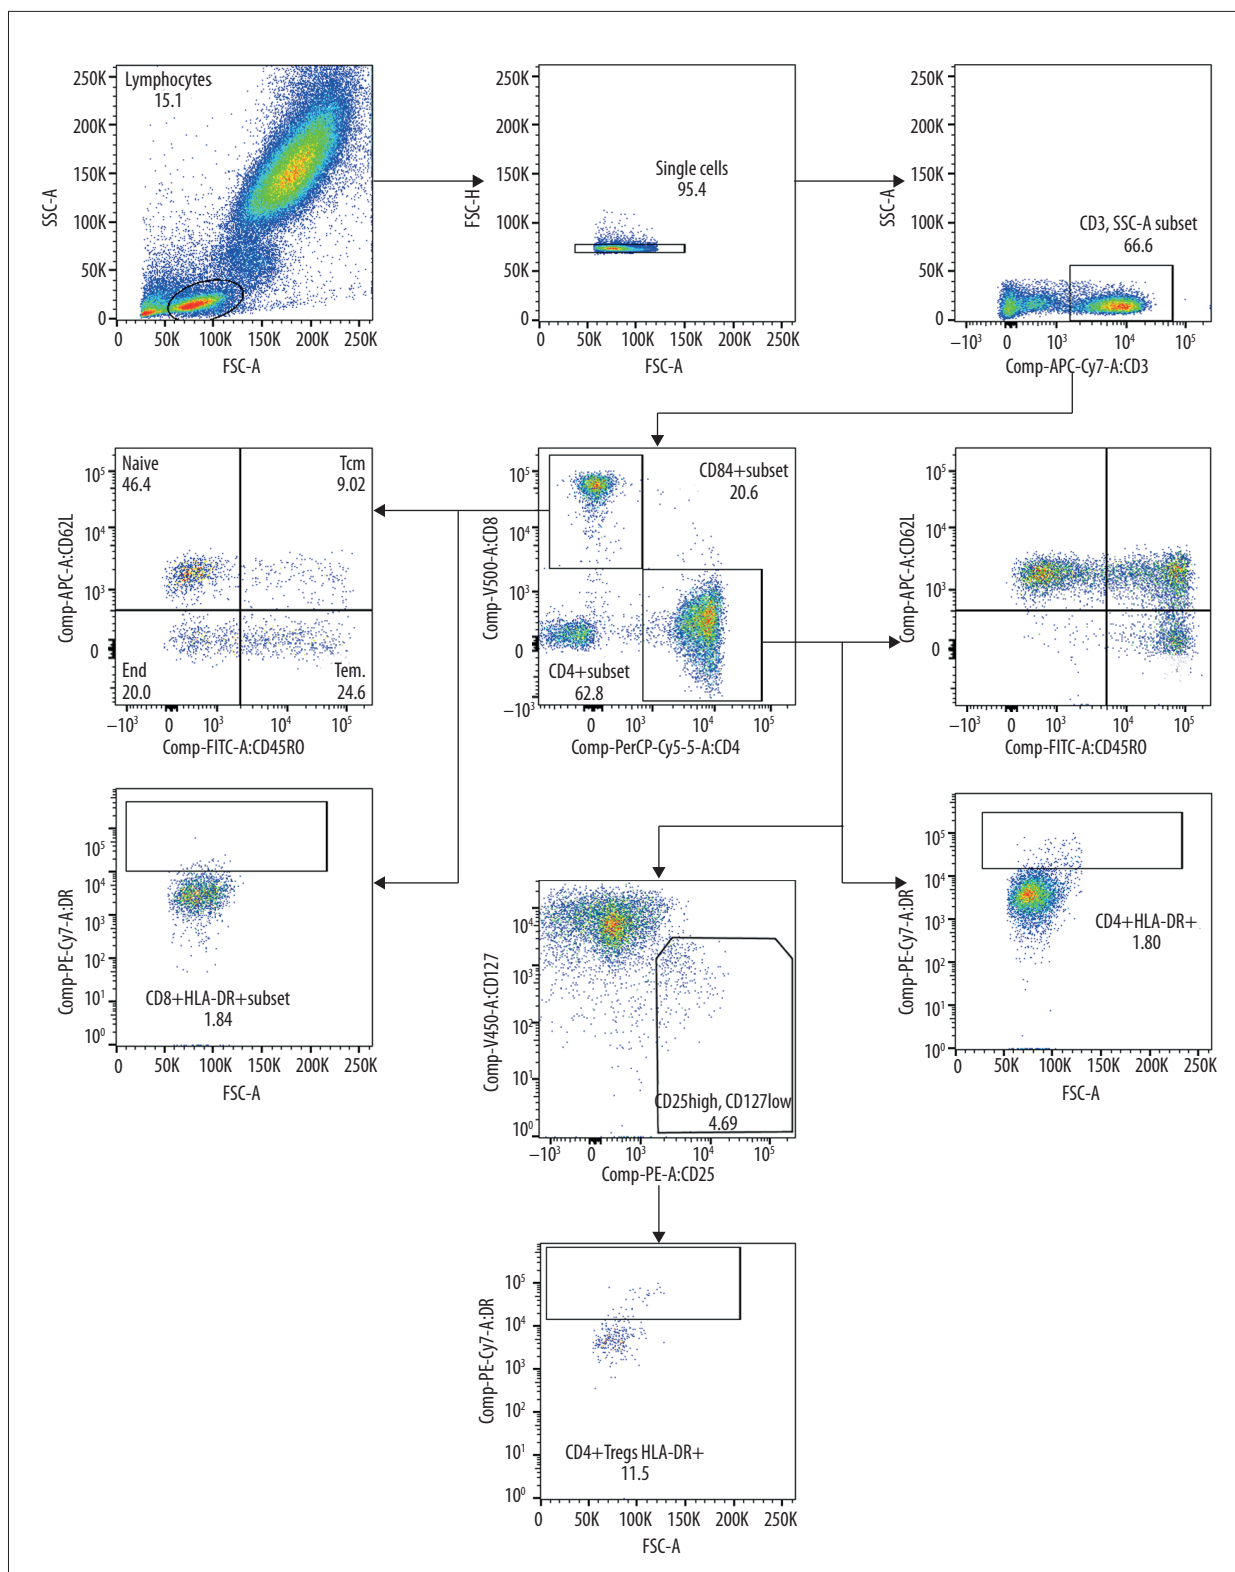 Lymphocytes
15.1
250K
200K
150K
100K
50K
0
SSC-A
0 50K 100K 150K 200K 250K
FSC-A
Single cells
95.4
250K
200K
150K
100K
50K
0
FSC-H
0 50K 100K 150K 200K 250K
FSC-A
CD3, SSC-A subset
66.6
250K
200K
150K
100K
50K
0
SSC-A
−10³ 0 10³ 10⁴ 10⁵
Comp-APC-Cy7-A:CD3
Naive
46.4
Tcm
9.02
End
20.0
Tem.
24.6
10⁵
10⁴
10³
0
Comp-APC-A:CD62L
−10³ 0 10³ 10⁴ 10⁵
Comp-FITC-A:CD45RO
CD84+subset
20.6
CD4+subset
62.8
10⁵
10⁴
10³
0
−10³
Comp-V500-A:CD8
10³ 10⁴ 10⁵
Comp-PerCP-Cy5-5-A:CD4
10⁵
10⁴
10³
0
Comp-APC-A:CD62L
−10³ 0 10³ 10⁴ 10⁵
Comp-FITC-A:CD45RO
10⁵
10⁴
10³
10²
10¹
10⁰
Comp-PE-Cy7-A:DR
CD8+HLA-DR+subset
1.84
0 50K 100K 150K 200K 250K
FSC-A
10⁴
10³
10²
10¹
10⁰
Comp-V450-A:CD127
CD25high, CD127low
4.69
−10³ 0 10³ 10⁴ 10⁵
Comp-PE-A:CD25
10⁵
10⁴
10³
10²
10¹
10⁰
Comp-PE-Cy7-A:DR
CD4+HLA-DR+
1.80
0 50K 100K 150K 200K 250K
FSC-A
10⁵
10⁴
10³
10²
10¹
10⁰
Comp-PE-Cy7-A:DR
CD4+Tregs HLA-DR+
11.5
0 50K 100K 150K 200K 250K
FSC-A